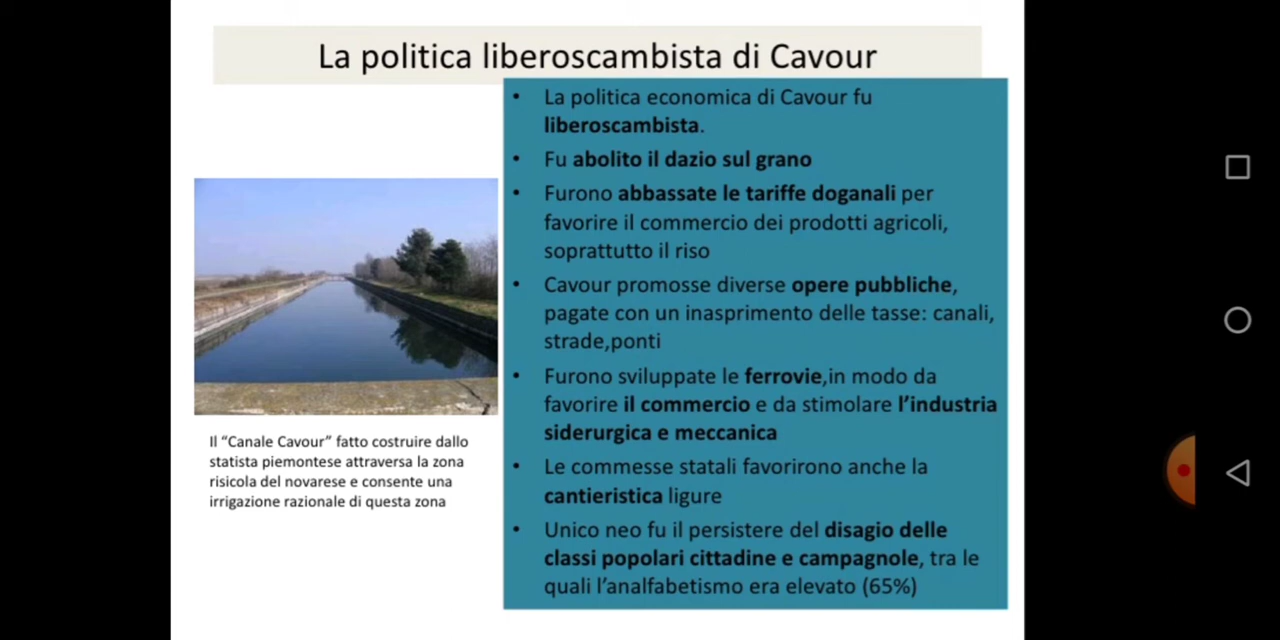 La politica liberoscambista di Cavour
• La politica economica di Cavour fu
liberoscambista.
• Fu abolito il dazio sul grano
• Furono abbassate le tariffe doganali per
favorire il commercio dei prodotti agricoli,
soprattutto il riso
• Cavour promosse diverse opere pubbliche,
pagate con un inasprimento delle tasse: canali,
strade,ponti
• Furono sviluppate le ferrovie,in modo da
favorire il commercio e da stimolare l'industria
siderurgica e meccanica
• Le commesse statali favorirono anche la
cantieristica ligure
• Unico neo fu il persistere del disagio delle
classi popolari cittadine e campagnole, tra le
quali l'analfabetismo era elevato (65%)
Il “Canale Cavour” fatto costruire dallo
statista piemontese attraversa la zona
risicola del novarese e consente una
irrigazione razionale di questa zona